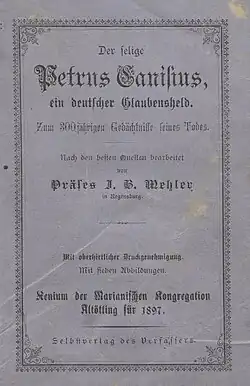 Der selige
Petrus Canisius,
ein deutscher Glaubensheld.
Zum 300jährigen Gedächtnisse seines Todes.
Nach den besten Quellen bearbeitet
von
Präses J. B. Mehler
in Regensburg.
Mit oberhirtlicher Druckgenehmigung.
Mit sieben Abbildungen.
Xenium der Marianischen Kongregation
Altötting für 1897.
Selbstverlag des Verfassers.